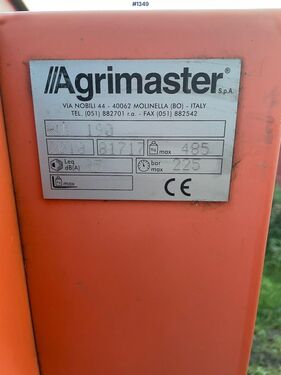 #1349
Agrimaster® S.p.A.
VIA NOBILI 44 - 40062 MOLINELLA (BO) - ITALY
TEL. (051) 882701 r.a. - FAX (051) 882542
190
81717 kg max 485
Leq dB(A) bar max 225
max CE